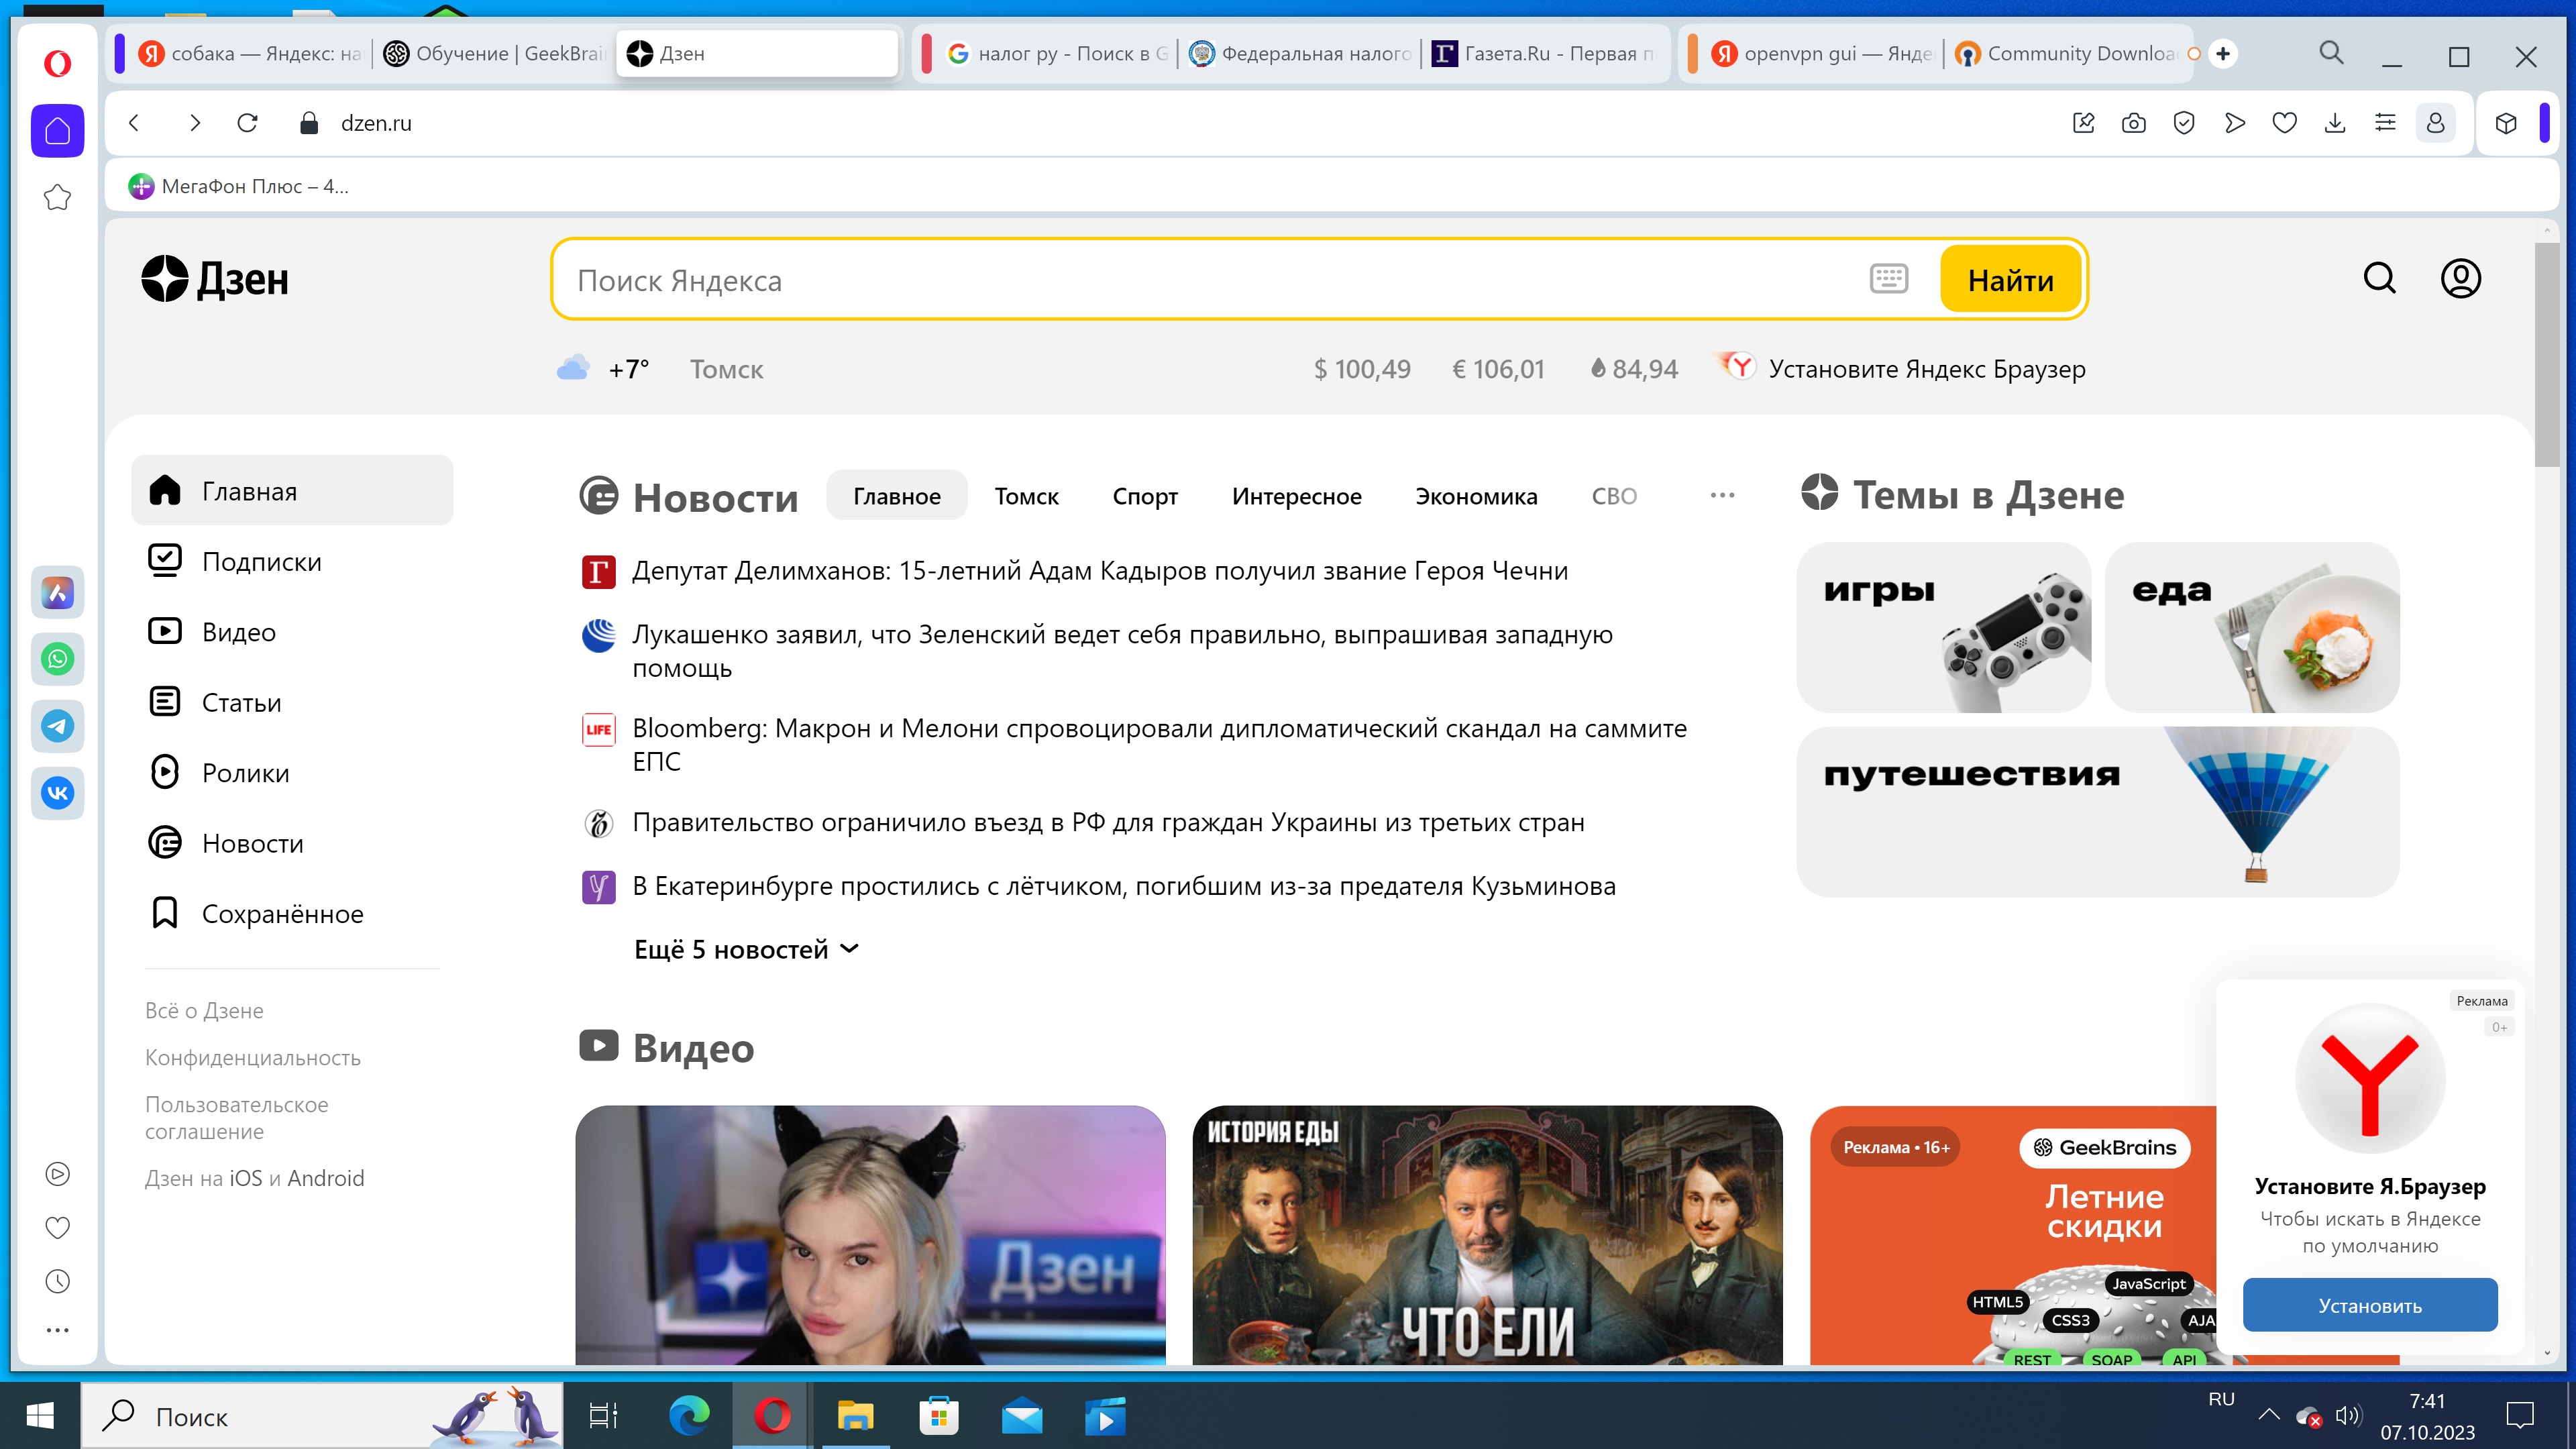 собака — Яндекс: на
Обучение | GeekBrai
Дзен
налог ру - Поиск в G
Федеральная налого
Газета.Ru - Первая п
openvpn gui — Янде
Community Downloa
dzen.ru
МегаФон Плюс – 4...
Дзен
Поиск Яндекса
Найти
+7°
Томск
$ 100,49
€ 106,01
84,94
Установите Яндекс Браузер
Главная
Подписки
Видео
Статьи
Ролики
Новости
Сохранённое
Всё о Дзене
Конфиденциальность
Пользовательское
соглашение
Дзен на iOS и Android
Новости
Главное
Томск
Спорт
Интересное
Экономика
СВО
Депутат Делимханов: 15-летний Адам Кадыров получил звание Героя Чечни
Лукашенко заявил, что Зеленский ведет себя правильно, выпрашивая западную
помощь
LIFE
Bloomberg: Макрон и Мелони спровоцировали дипломатический скандал на саммите
ЕПС
Правительство ограничило въезд в РФ для граждан Украины из третьих стран
В Екатеринбурге простились с лётчиком, погибшим из-за предателя Кузьминова
Ещё 5 новостей
Темы в Дзене
игры
еда
путешествия
Видео
Дзен
ИСТОРИЯ ЕДЫ
ЧТО ЕЛИ
Реклама • 16+
GeekBrains
Летние
скидки
JavaScript
HTML5
CSS3
AJA
REST
SOAP
API
Реклама
0+
Установите Я.Браузер
Чтобы искать в Яндексе
по умолчанию
Установить
Поиск
RU
7:41
07.10.2023